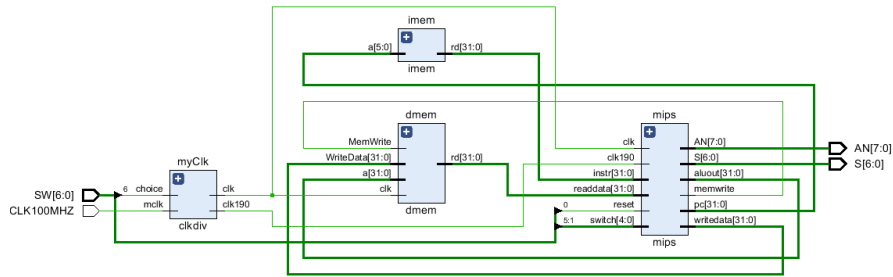 imem
a[5:0] rd[31:0]
imem
dmem
MemWrite
WriteData[31:0] rd[31:0]
a[31:0]
clk
dmem
mips
clk AN[7:0]
clk190 S[6:0]
instr[31:0] aluout[31:0]
readdata[31:0] memwrite
reset pc[31:0]
switch[4:0] writedata[31:0]
mips
0
5:1
AN[7:0]
S[6:0]
myClk
SW[6:0] 6 choice clk
CLK100MHZ mclk clk190
clkdiv